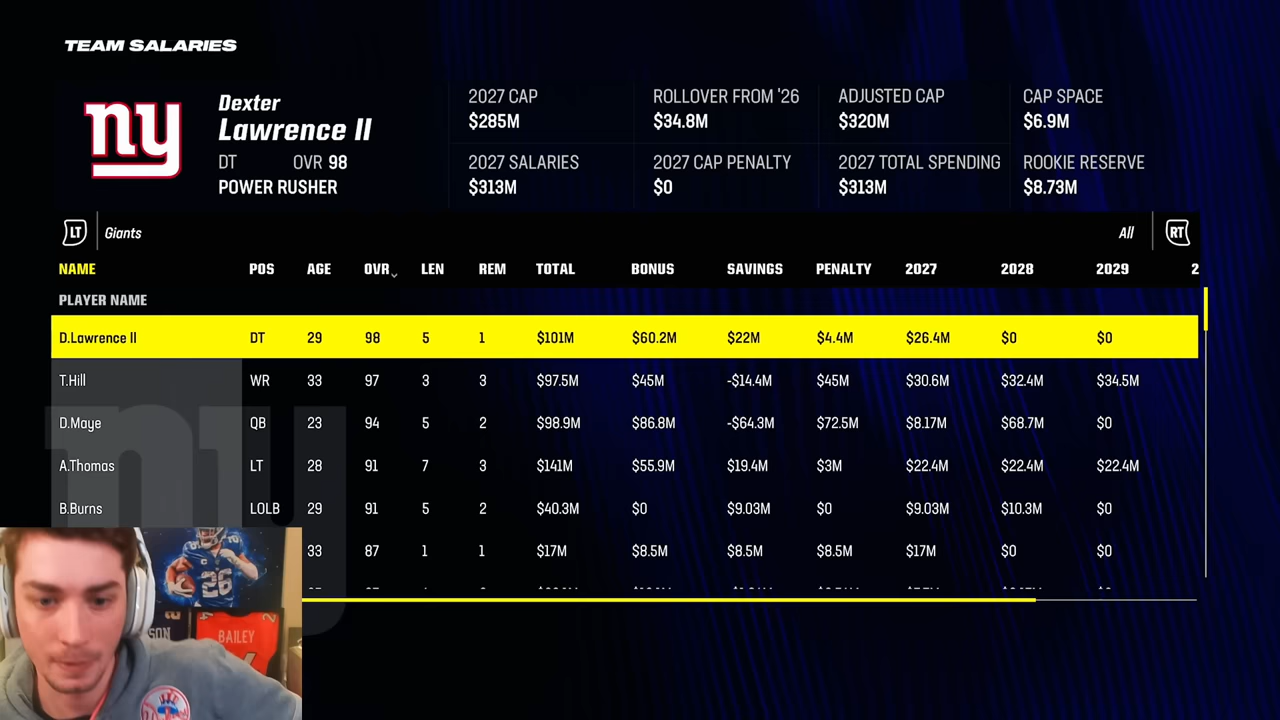 TEAM SALARIES
ny
Dexter
Lawrence II
DT OVR 98
POWER RUSHER
2027 CAP ROLLOVER FROM '26 ADJUSTED CAP CAP SPACE
$285M $34.8M $320M $6.9M
2027 SALARIES 2027 CAP PENALTY 2027 TOTAL SPENDING ROOKIE RESERVE
$313M $0 $313M $8.73M
LT Giants All RT
NAME POS AGE OVR LEN REM TOTAL BONUS SAVINGS PENALTY 2027 2028 2029 2
PLAYER NAME
D.Lawrence II DT 29 98 5 1 $101M $60.2M $22M $4.4M $26.4M $0 $0
T.Hill WR 33 97 3 3 $97.5M $45M -$14.4M $45M $30.6M $32.4M $34.5M
D.Maye QB 23 94 5 2 $98.9M $86.8M -$64.3M $72.5M $8.17M $68.7M $0
A.Thomas LT 28 91 7 3 $141M $55.9M $19.4M $3M $22.4M $22.4M $22.4M
B.Burns LOLB 29 91 5 2 $40.3M $0 $9.03M $0 $9.03M $10.3M $0
33 87 1 1 $17M $8.5M $8.5M $8.5M $17M $0 $0
26
SON
BAILEY